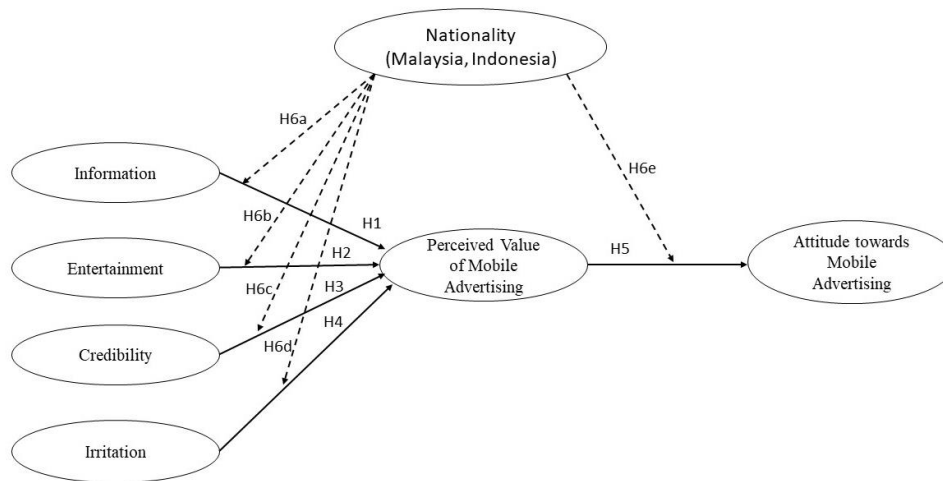 Nationality
(Malaysia, Indonesia)
H6a
Information
H6e
H6b
H1
Entertainment
H2
Perceived Value
of Mobile
Advertising
H5
Attitude towards
Mobile
Advertising
H6c
H3
H4
Credibility
H6d
Irritation